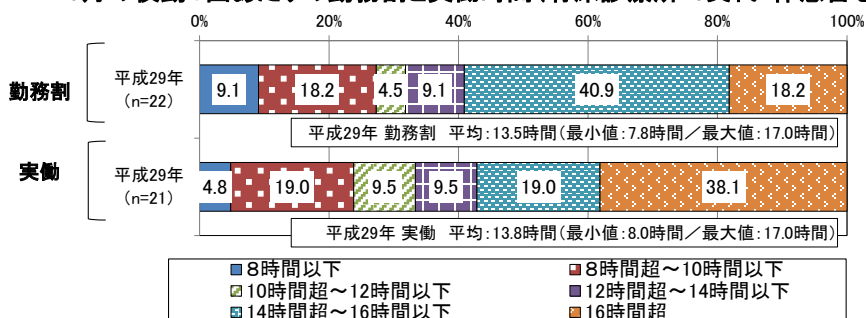 0% 20% 40% 60% 80% 100%
勤務割 平成29年 (n=22) 9.1 18.2 4.5 9.1 40.9 18.2
平成29年 勤務割 平均:13.5時間(最小値:7.8時間/最大値:17.0時間)
実働 平成29年 (n=21) 4.8 19.0 9.5 9.5 19.0 38.1
平成29年 実働 平均:13.8時間(最小値:8.0時間/最大値:17.0時間)
8時間以下 8時間超~10時間以下
10時間超~12時間以下 12時間超~14時間以下
14時間超~16時間以下 16時間超